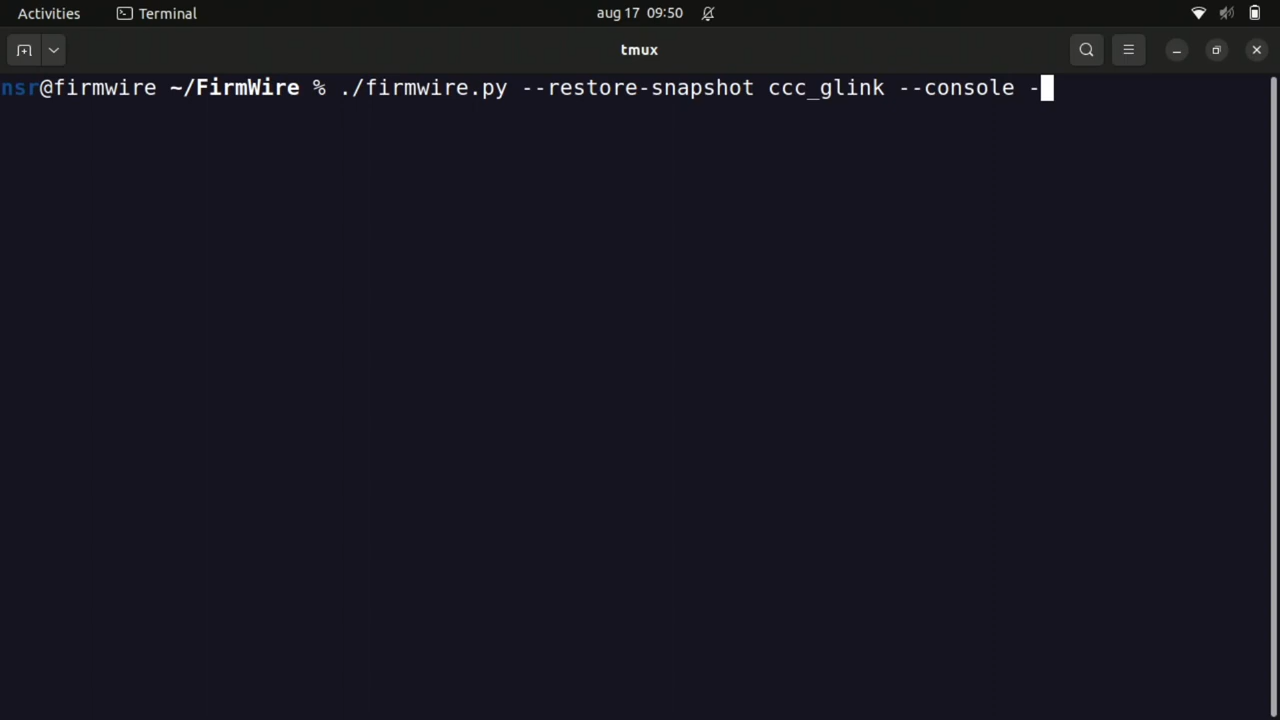 Activities
Terminal
aug 17 09:50
tmux
nsr@firmwire ~/FirmWire % ./firmwire.py --restore-snapshot ccc_glink --console -